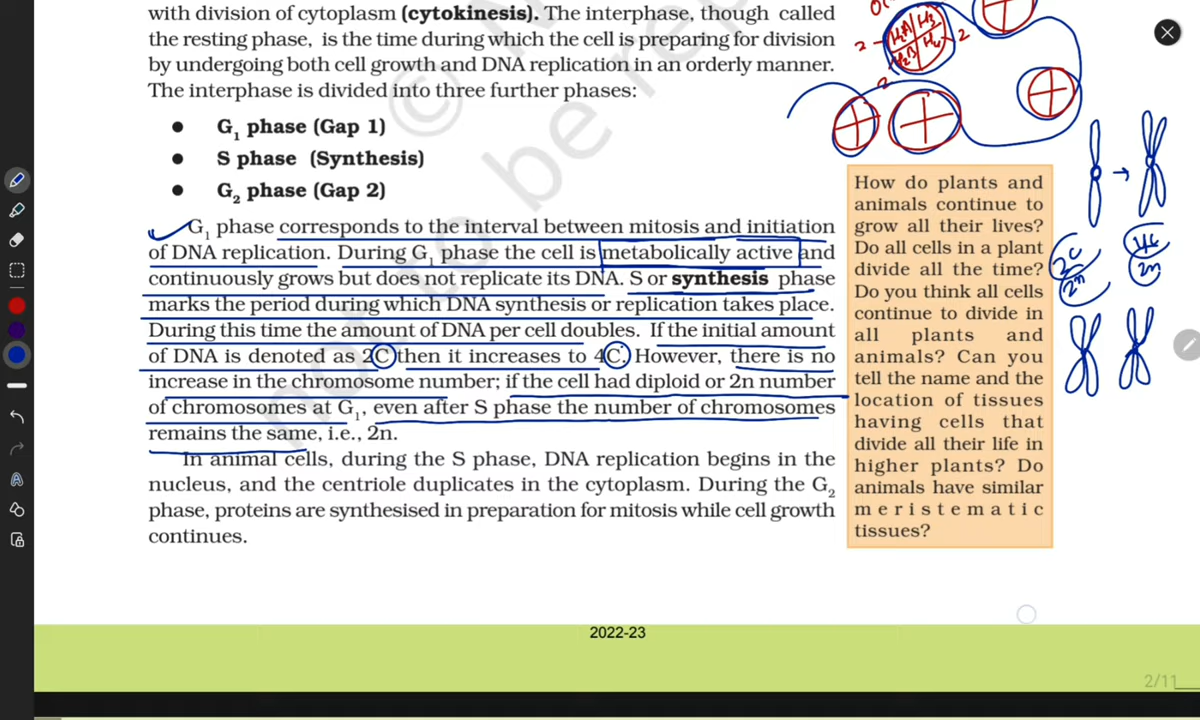 with division of cytoplasm (cytokinesis). The interphase, though called
the resting phase, is the time during which the cell is preparing for division
by undergoing both cell growth and DNA replication in an orderly manner.
The interphase is divided into three further phases:
● G₁ phase (Gap 1)
● S phase (Synthesis)
● G₂ phase (Gap 2)
G₁ phase corresponds to the interval between mitosis and initiation
of DNA replication. During G₁ phase the cell is metabolically active and
continuously grows but does not replicate its DNA. S or synthesis phase
marks the period during which DNA synthesis or replication takes place.
During this time the amount of DNA per cell doubles. If the initial amount
of DNA is denoted as 2C then it increases to 4C. However, there is no
increase in the chromosome number; if the cell had diploid or 2n number
of chromosomes at G₁, even after S phase the number of chromosomes
remains the same, i.e., 2n.
In animal cells, during the S phase, DNA replication begins in the
nucleus, and the centriole duplicates in the cytoplasm. During the G₂
phase, proteins are synthesised in preparation for mitosis while cell growth
continues.
H2A H3
2 H2B H4 2
2
How do plants and
animals continue to
grow all their lives?
Do all cells in a plant
divide all the time?
Do you think all cells
continue to divide in
all plants and
animals? Can you
tell the name and the
location of tissues
having cells that
divide all their life in
higher plants? Do
animals have similar
meristematic
tissues?
2C 4C
2n 2n
not to be rep
2022-23
2/11